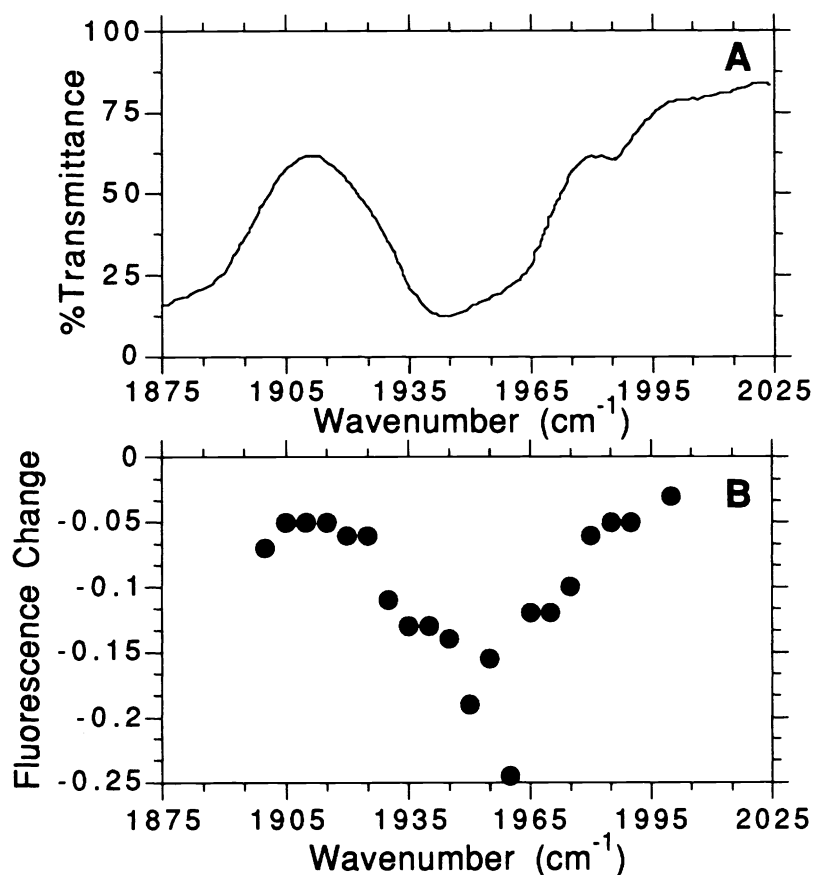 100
A
75
50
25
0
%Transmittance
1875 1905 1935 1965 1995 2025
Wavenumber (cm-1)
0
B
-0.05
-0.1
-0.15
-0.2
-0.25
Fluorescence Change
1875 1905 1935 1965 1995 2025
Wavenumber (cm-1)